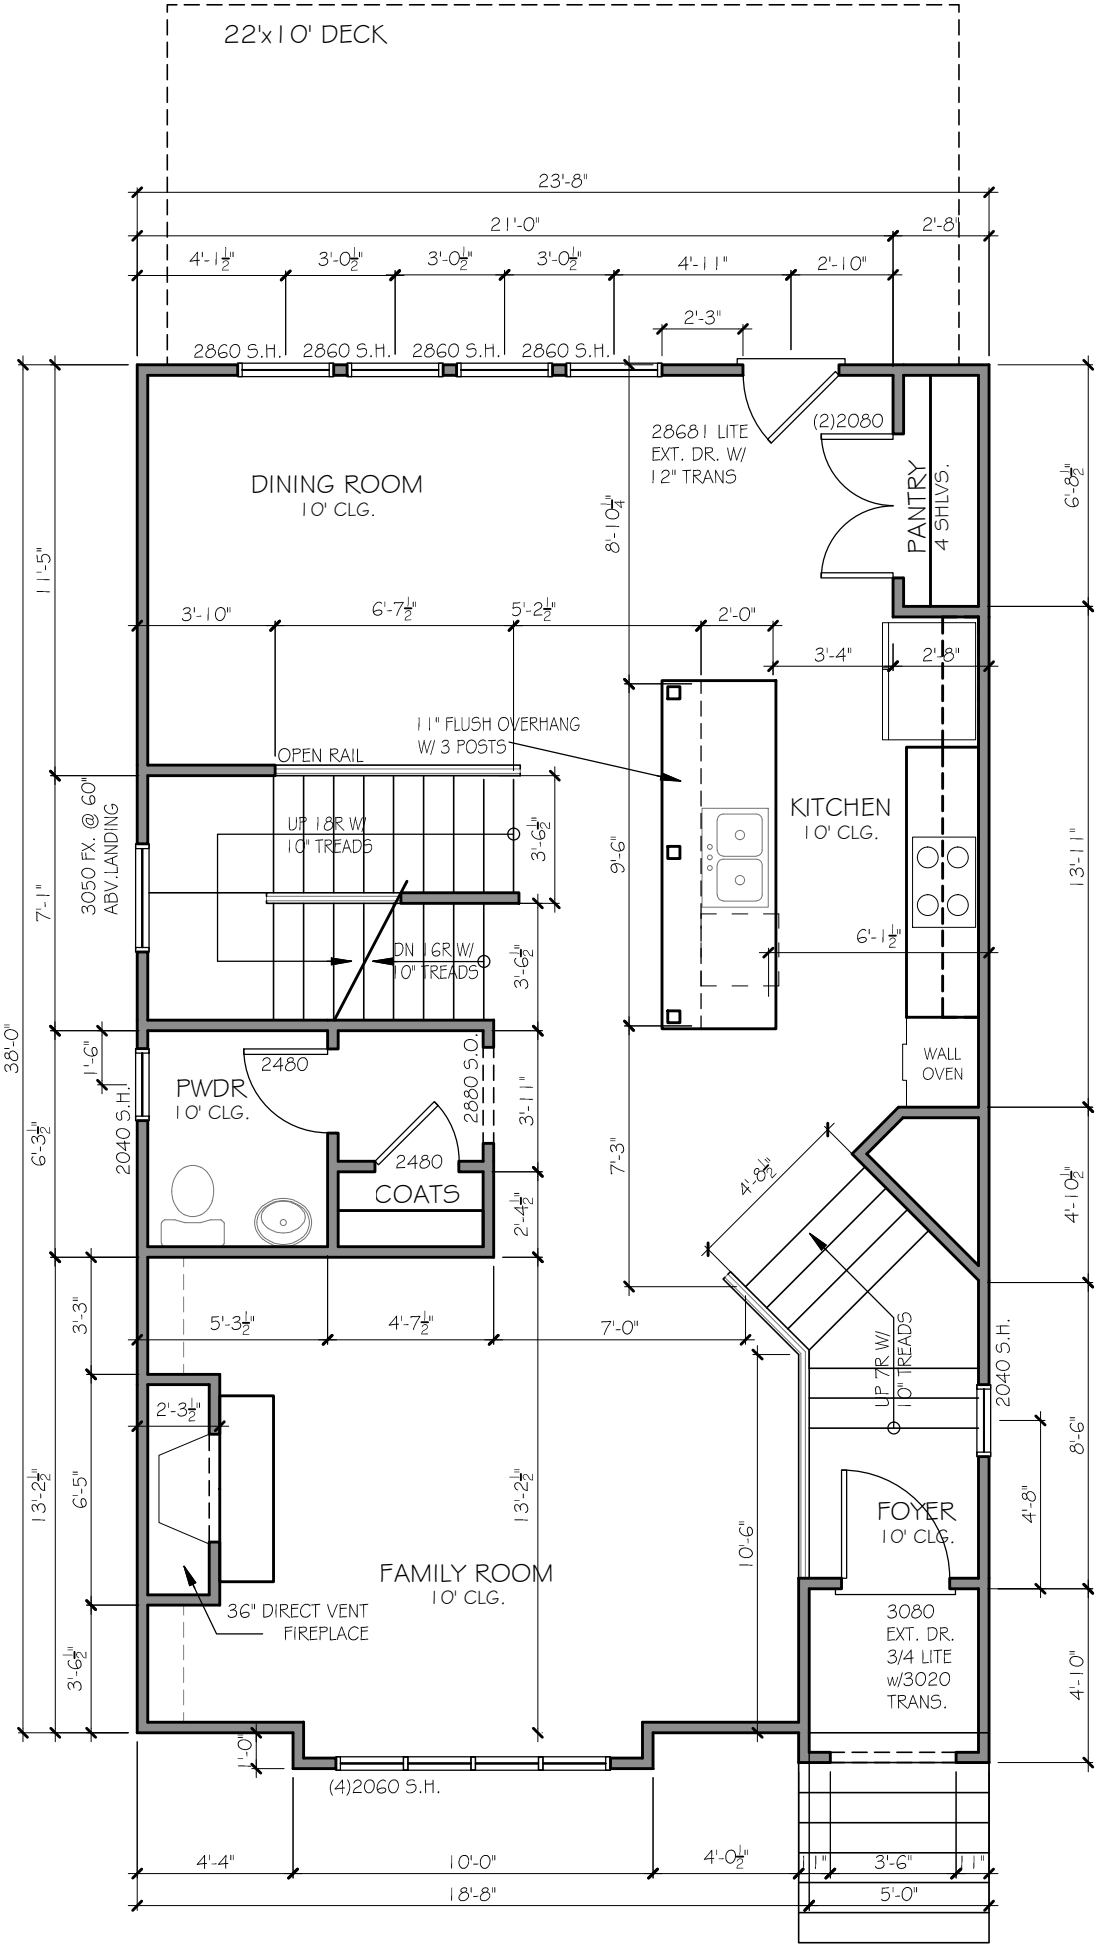 22'x10' DECK
23'-8"
21'-0"
2'-8"
4'-1½"
3'-0½"
3'-0½"
3'-0½"
4'-11"
2'-10"
2'-3"
2860 S.H.
2860 S.H.
2860 S.H.
2860 S.H.
28681 LITE
EXT. DR. W/
12" TRANS
(2)2080
PANTRY
4 SHLVS.
DINING ROOM
10' CLG.
8'-10¼"
6'-8½"
11'-5"
3'-10"
6'-7½"
5'-2½"
2'-0"
3'-4"
2'-8"
11" FLUSH OVERHANG
W/ 3 POSTS
OPEN RAIL
3050 FX. @ 60"
ABV.LANDING
UP 18R W/
10" TREADS
3'-6½"
KITCHEN
10' CLG.
9'-6"
13'-11"
7'-1"
6'-1½"
DN 16R W/
10" TREADS
3'-6½"
38'-0"
1'-6"
2480
2880 S.O.
PWDR
10' CLG.
2040 S.H.
3'-11"
WALL
OVEN
6'-3½"
2480
COATS
2'-4½"
7'-3"
4'-8½"
4'-10½"
3'-3"
5'-3½"
4'-7½"
7'-0"
UP 7R W/
10" TREADS
2040 S.H.
2'-3½"
8'-6"
13'-2½"
6'-5"
13'-2½"
10'-6"
4'-8"
FOYER
10' CLG.
FAMILY ROOM
10' CLG.
36" DIRECT VENT
FIREPLACE
3080
EXT. DR.
3/4 LITE
w/3020
TRANS.
3'-6½"
4'-10"
1'-0"
(4)2060 S.H.
4'-4"
10'-0"
4'-0½"
11"
3'-6"
11"
18'-8"
5'-0"